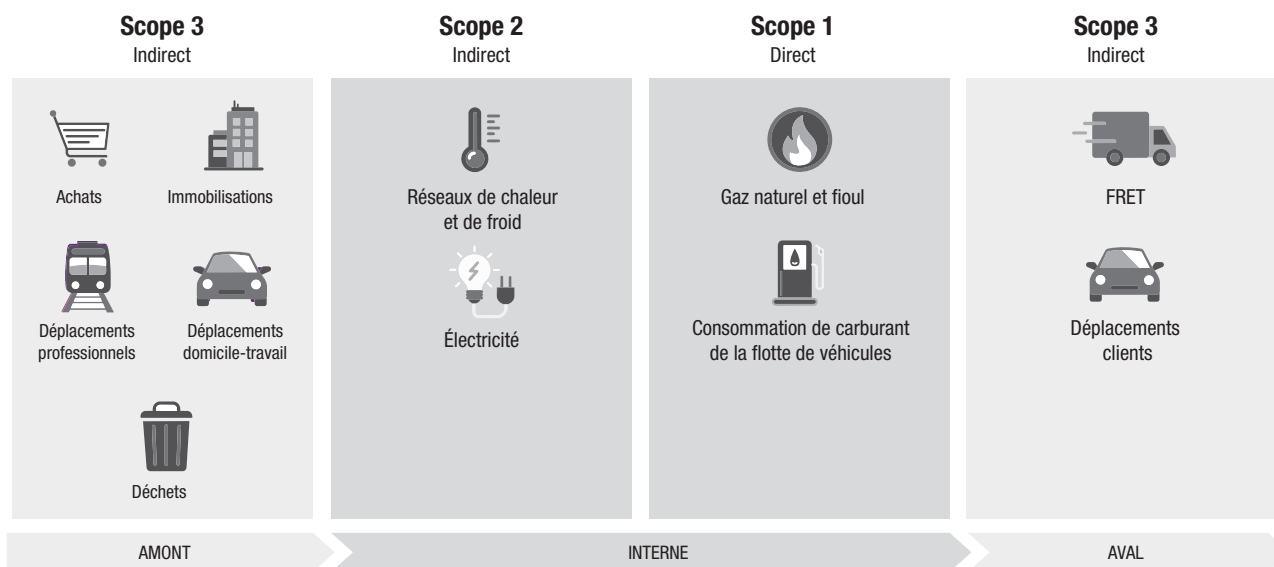 Scope 3
Indirect
Achats
Immobilisations
Déplacements
professionnels
Déplacements
domicile-travail
Déchets
Scope 2
Indirect
Réseaux de chaleur
et de froid
Électricité
Scope 1
Direct
Gaz naturel et fioul
Consommation de carburant
de la flotte de véhicules
Scope 3
Indirect
FRET
Déplacements
clients
AMONT
INTERNE
AVAL